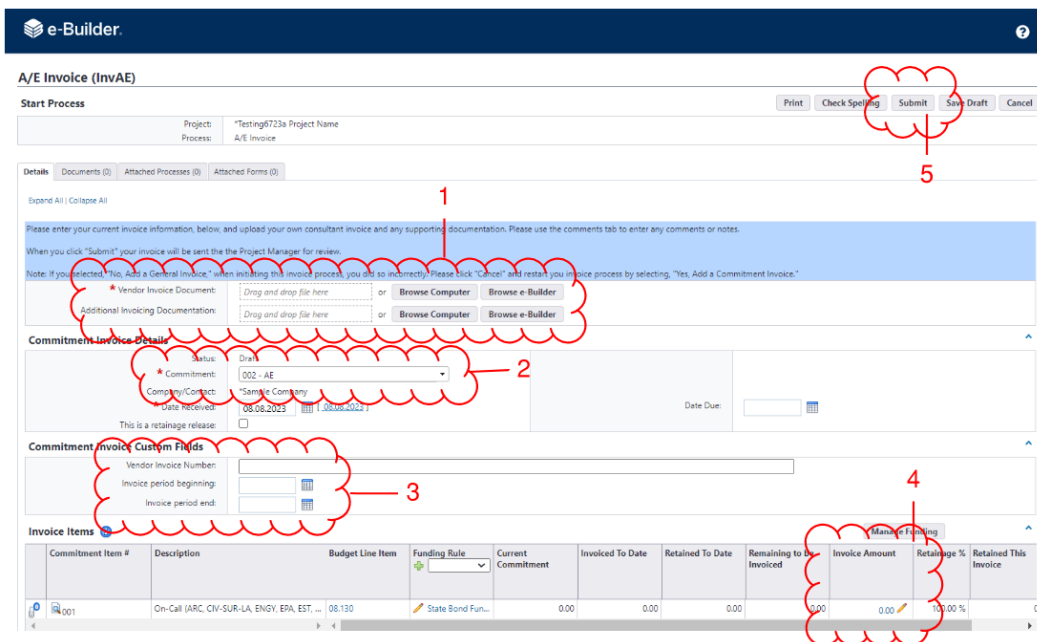 e-Builder.
A/E Invoice (InvAE)
Start Process
Print Check Spelling Submit Save Draft Cancel
Project: *Testing6723a Project Name
Process: A/E Invoice
5
Details Documents (0) Attached Processes (0) Attached Forms (0)
1
Expand All | Collapse All
Please enter your current invoice information, below, and upload your own consultant invoice and any supporting documentation. Please use the comments tab to enter any comments or notes.
When you click "Submit" your invoice will be sent the the Project Manager for review.
Note: If you selected, "No, Add a General Invoice," when initiating this invoice process, you did so incorrectly. Please click "Cancel" and restart you invoice process by selecting, "Yes, Add a Commitment Invoice."
* Vendor Invoice Document: Drag and drop file here or Browse Computer Browse e-Builder
Additional Invoicing Documentation: Drag and drop file here or Browse Computer Browse e-Builder
Commitment Invoice Details
Status: Draft
* Commitment: 002 - AE
2
Company/Contact: *Sample Company
* Date Received: 08.08.2023 [ 08.08.2023 ] Date Due:
This is a retainage release:
Commitment Invoice Custom Fields
Vendor Invoice Number:
Invoice period beginning:
3
Invoice period end:
4
Invoice Items Manage Funding
Commitment Item # Description Budget Line Item Funding Rule Current Commitment Invoiced To Date Retained To Date Remaining to Be Invoiced Invoice Amount Retainage % Retained This Invoice
001 On-Call (ARC, CIV-SUR-LA, ENGY, EPA, EST, ... 08.130 State Bond Fun... 0.00 0.00 0.00 0.00 0.00 100.00 % 0